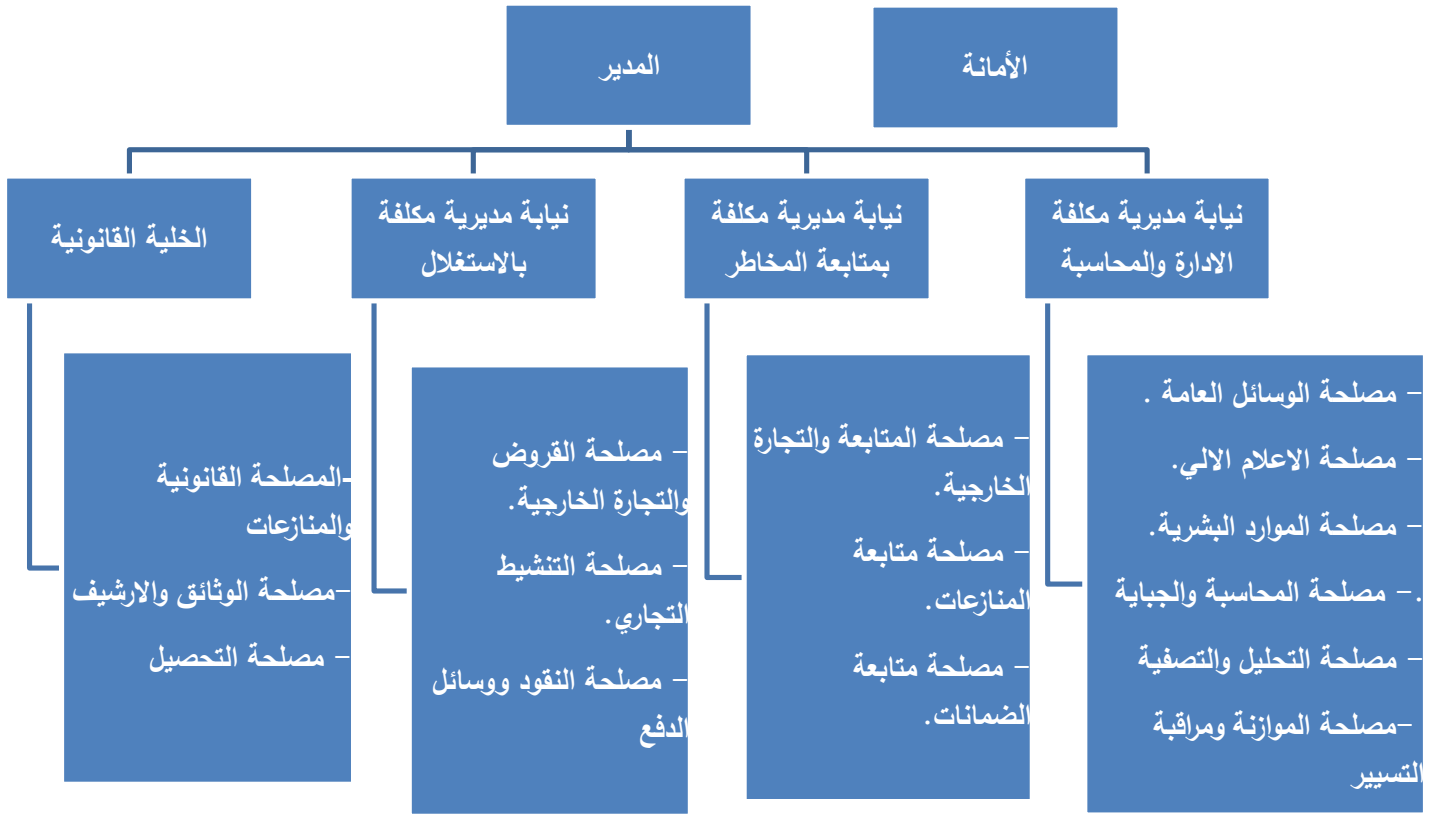 الأمانة
المدير
نيابة مديرية مكلفة
الادارة والمحاسبة
نيابة مديرية مكلفة
بمتابعة المخاطر
نيابة مديرية مكلفة
بالاستغلال
الخلية القانونية
- مصلحة الوسائل العامة .
- مصلحة الاعلام الالي.
- مصلحة الموارد البشرية.
.- مصلحة المحاسبة والجباية
- مصلحة التحليل والتصفية
-مصلحة الموازنة ومراقبة
التسيير
- مصلحة المتابعة والتجارة
الخارجية.
- مصلحة متابعة
المنازعات.
- مصلحة متابعة
الضمانات.
- مصلحة القروض
والتجارة الخارجية.
- مصلحة التنشيط
التجاري.
- مصلحة النقود ووسائل
الدفع
-المصلحة القانونية
والمنازعات
-مصلحة الوثائق والارشيف
- مصلحة التحصيل